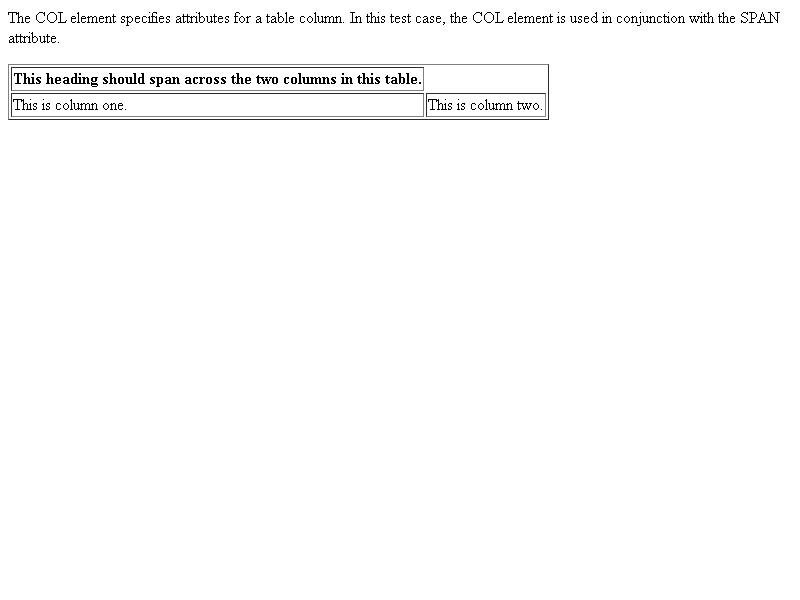 The COL element specifies attributes for a table column. In this test case, the COL element is used in conjunction with the SPAN
attribute.
This heading should span across the two columns in this table.
This is column one. This is column two.